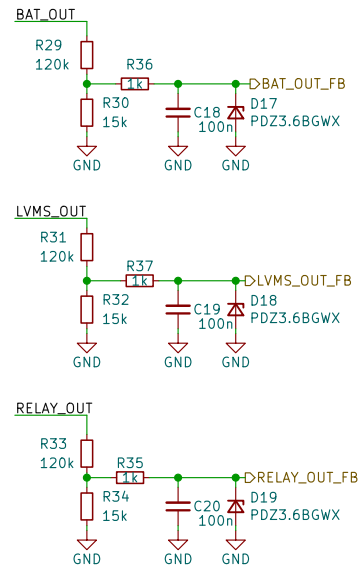 BAT_OUT
R29
120k
R36
1k
BAT_OUT_FB
R30
15k
C18
100n
D17
PDZ3.6BGWX
GND
GND
GND
LVMS_OUT
R31
120k
R37
1k
LVMS_OUT_FB
R32
15k
C19
100n
D18
PDZ3.6BGWX
GND
GND
GND
RELAY_OUT
R33
120k
R35
1k
RELAY_OUT_FB
R34
15k
C20
100n
D19
PDZ3.6BGWX
GND
GND
GND